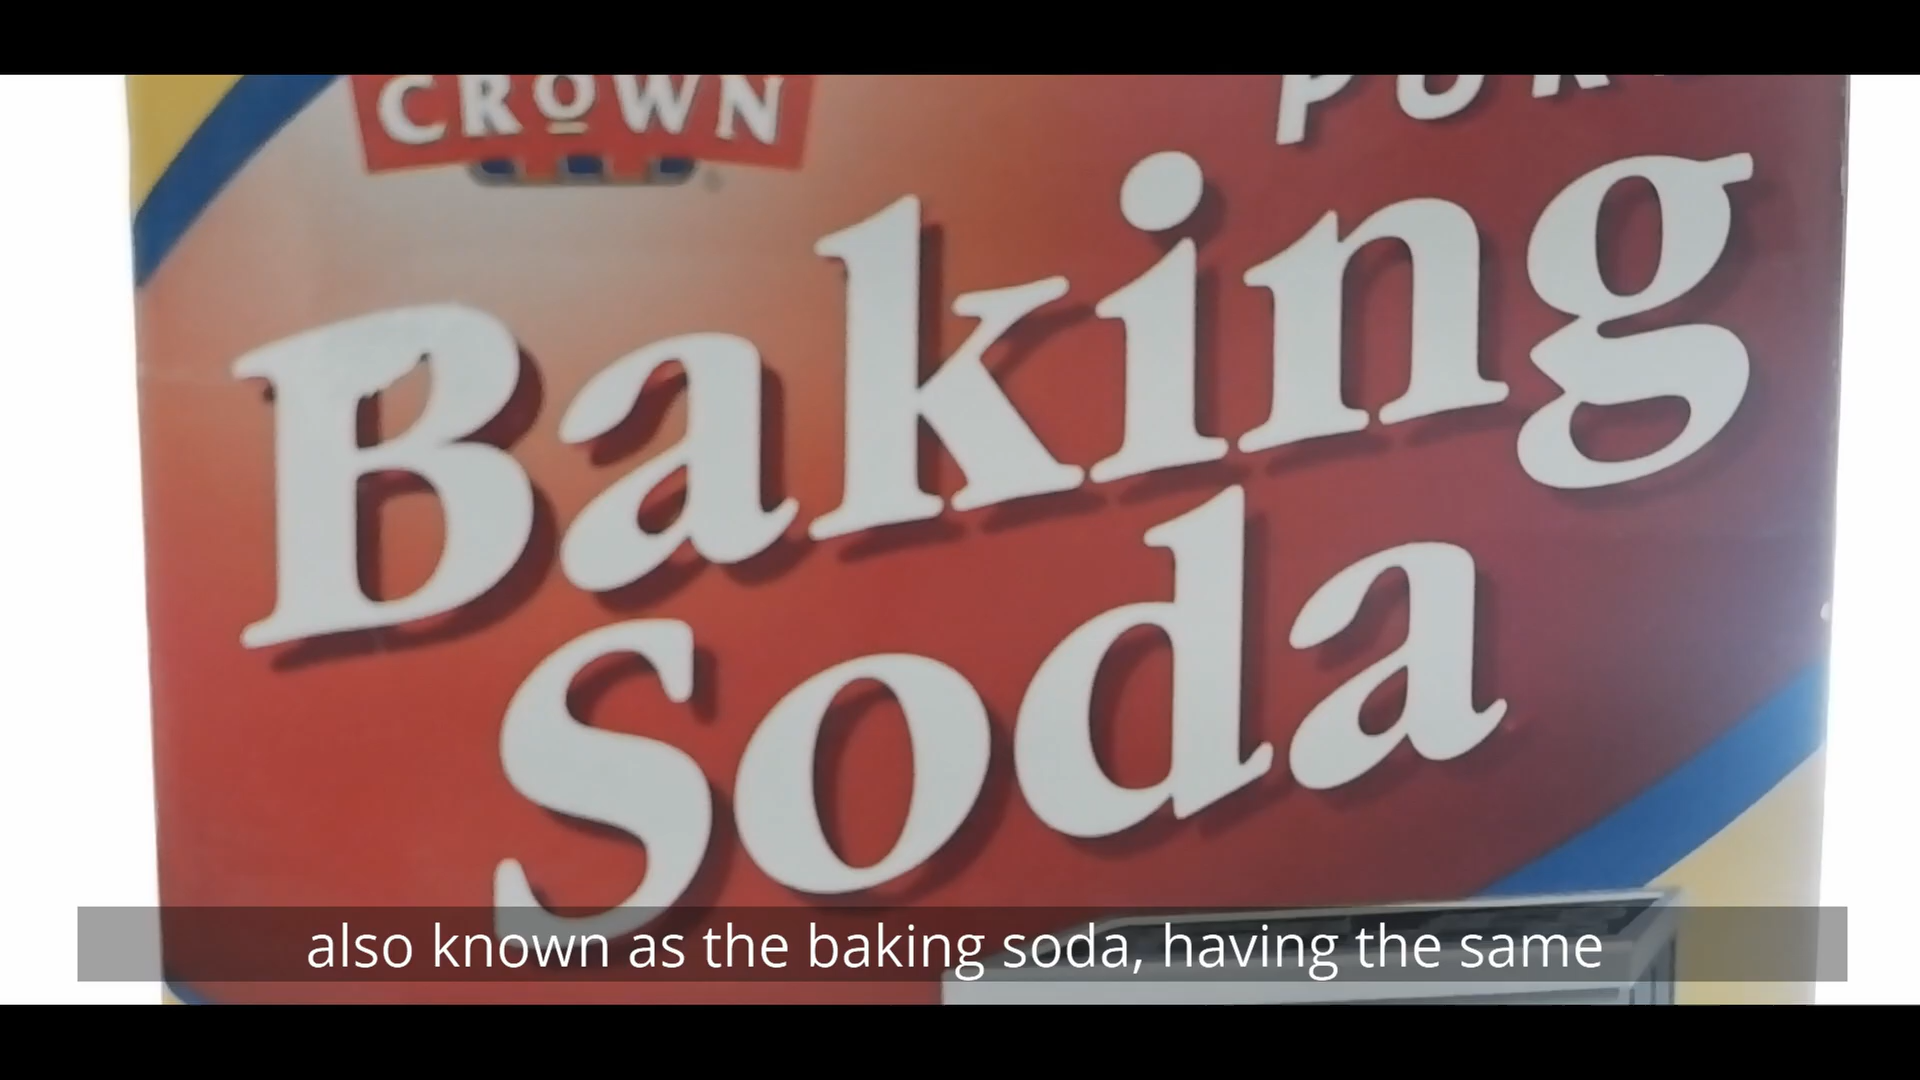 CROWN
Baking
Soda
also known as the baking soda, having the same